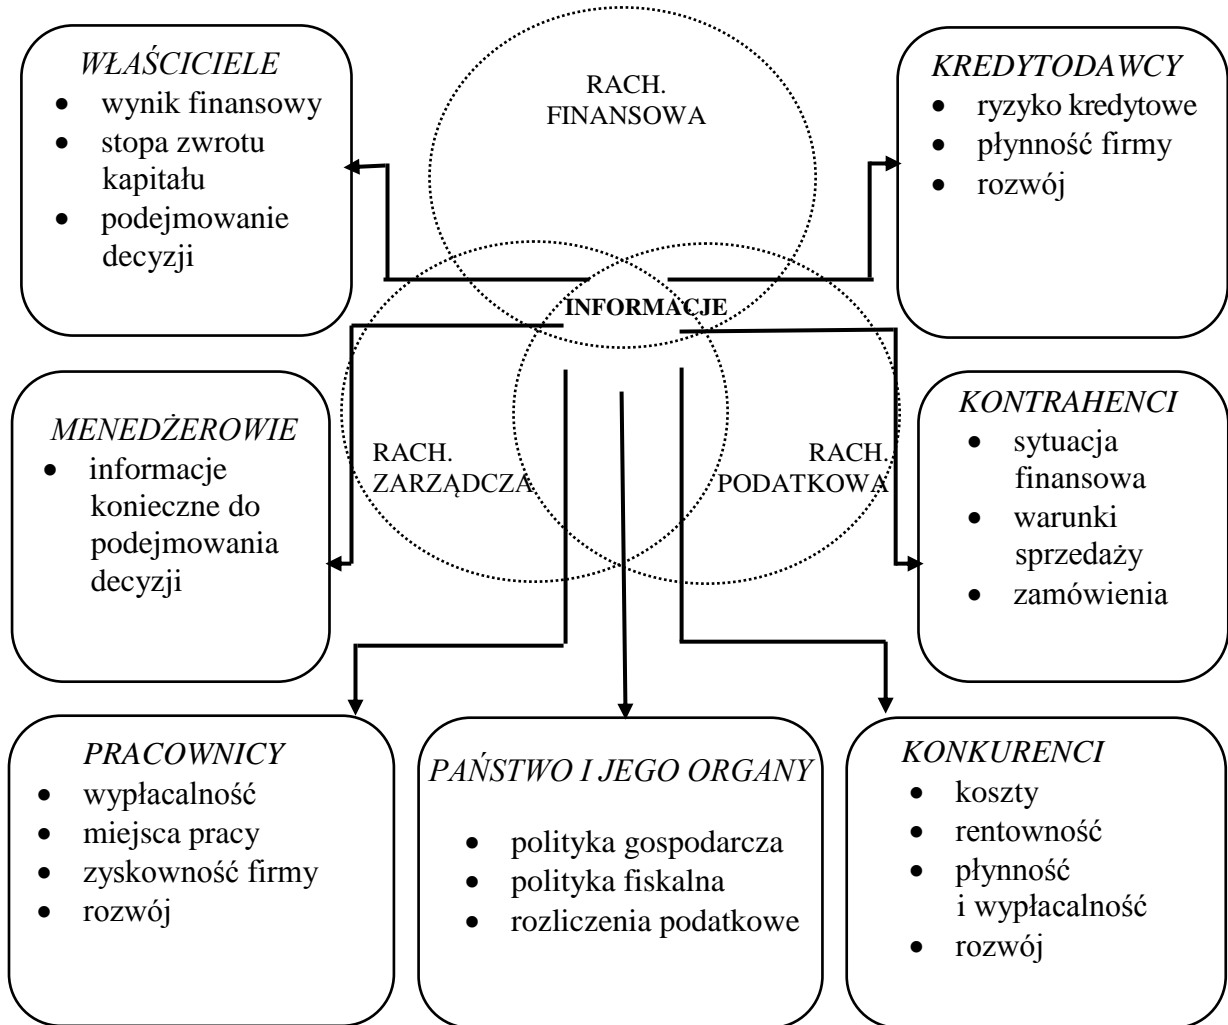 WŁAŚCICIELE
• wynik finansowy
• stopa zwrotu
kapitału
• podejmowanie
decyzji
RACH.
FINANSOWA
KREDYTODAWCY
• ryzyko kredytowe
• płynność firmy
• rozwój
INFORMACJE
MENEDŻEROWIE
• informacje
konieczne do
podejmowania
decyzji
RACH.
ZARZĄDCZA
RACH.
PODATKOWA
KONTRAHENCI
• sytuacja
finansowa
• warunki
sprzedaży
• zamówienia
PRACOWNICY
• wypłacalność
• miejsca pracy
• zyskowność firmy
• rozwój
PAŃSTWO I JEGO ORGANY
• polityka gospodarcza
• polityka fiskalna
• rozliczenia podatkowe
KONKURENCI
• koszty
• rentowność
• płynność
i wypłacalność
• rozwój